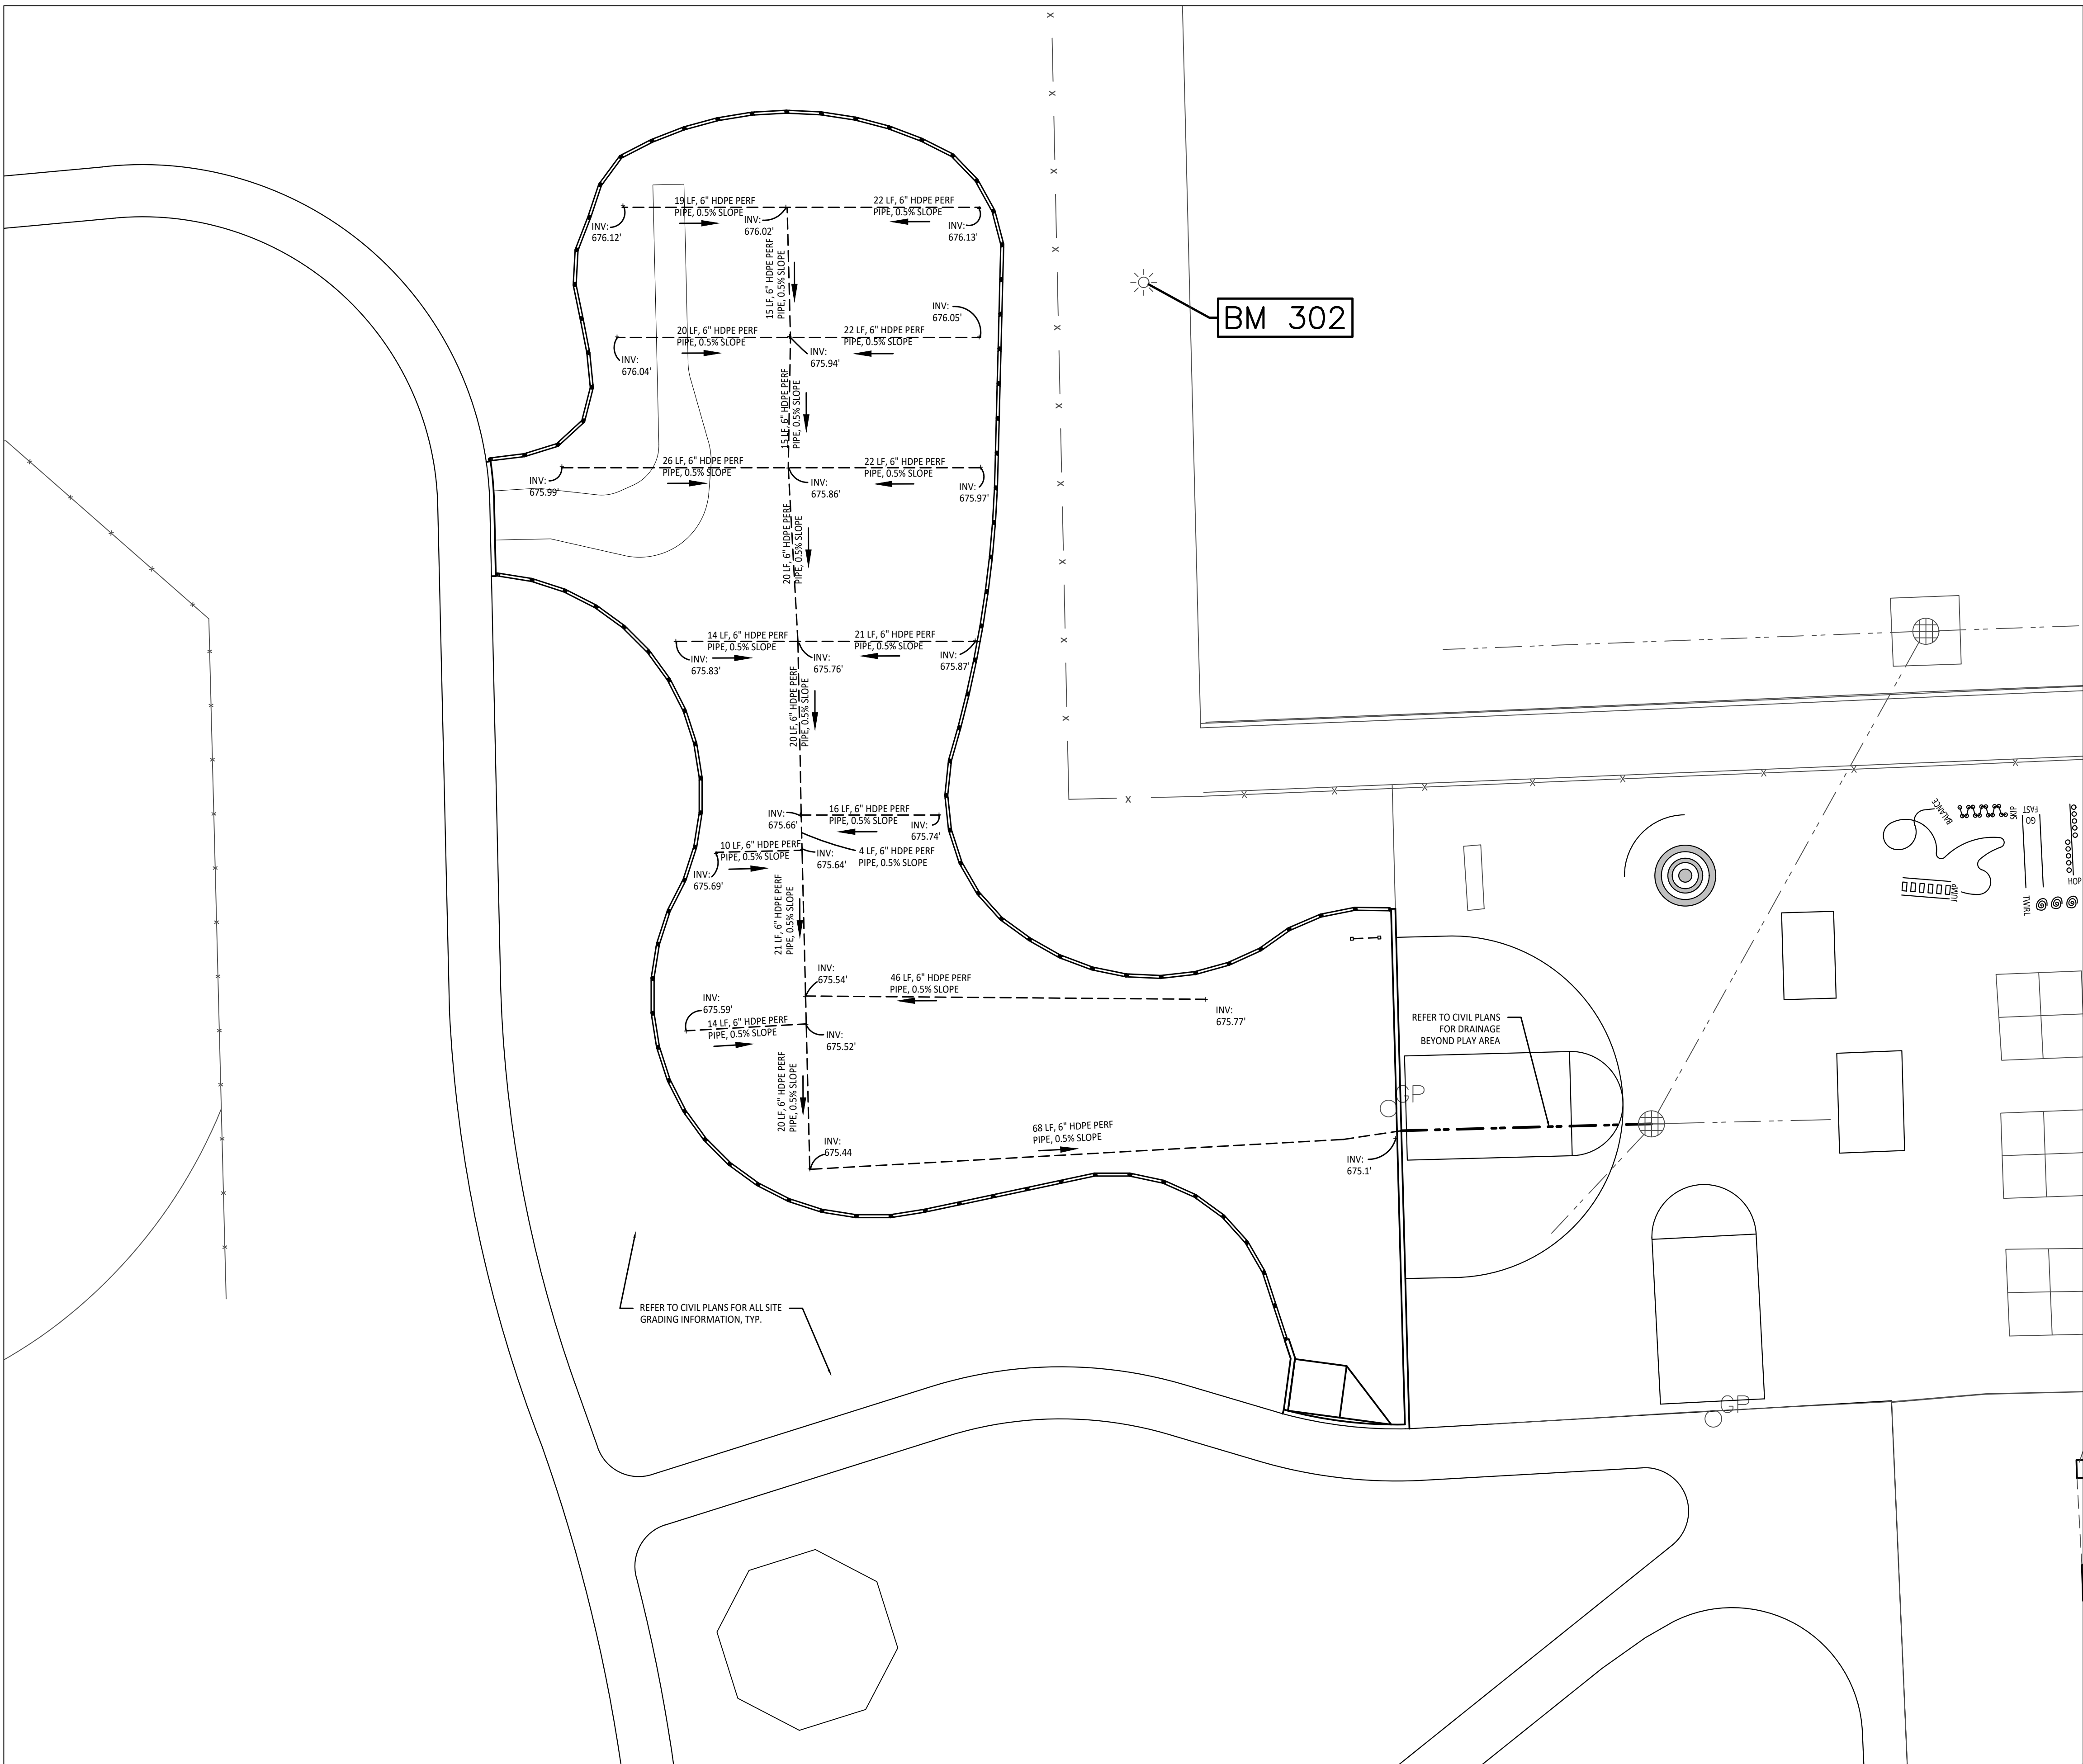 19 LF, 6" HDPE PERF
PIPE, 0.5% SLOPE
22 LF, 6" HDPE PERF
PIPE, 0.5% SLOPE
INV:
676.12'
INV:
676.02'
INV:
676.13'
15 LF, 6" HDPE PERF
PIPE, 0.5% SLOPE
BM 302
INV:
676.05'
20 LF, 6" HDPE PERF
PIPE, 0.5% SLOPE
22 LF, 6" HDPE PERF
PIPE, 0.5% SLOPE
INV:
676.04'
INV:
675.94'
15 LF, 6" HDPE PERF
PIPE, 0.5% SLOPE
26 LF, 6" HDPE PERF
PIPE, 0.5% SLOPE
22 LF, 6" HDPE PERF
PIPE, 0.5% SLOPE
INV:
675.99'
INV:
675.86'
INV:
675.97'
20 LF, 6" HDPE PERF
PIPE, 0.5% SLOPE
14 LF, 6" HDPE PERF
PIPE, 0.5% SLOPE
21 LF, 6" HDPE PERF
PIPE, 0.5% SLOPE
INV:
675.83'
INV:
675.76'
INV:
675.87'
20 LF, 6" HDPE PERF
PIPE, 0.5% SLOPE
INV:
675.66'
16 LF, 6" HDPE PERF
PIPE, 0.5% SLOPE
INV:
675.74'
10 LF, 6" HDPE PERF
PIPE, 0.5% SLOPE
INV:
675.64'
4 LF, 6" HDPE PERF
PIPE, 0.5% SLOPE
INV:
675.69'
BALANCE
SKIP
FAST
GO
JUMP
TWIRL
HOP
21 LF, 6" HDPE PERF
PIPE, 0.5% SLOPE
INV:
675.54'
46 LF, 6" HDPE PERF
PIPE, 0.5% SLOPE
INV:
675.77'
INV:
675.59'
14 LF, 6" HDPE PERF
PIPE, 0.5% SLOPE
INV:
675.52'
REFER TO CIVIL PLANS
FOR DRAINAGE
BEYOND PLAY AREA
20 LF, 6" HDPE PERF
PIPE, 0.5% SLOPE
GP
68 LF, 6" HDPE PERF
PIPE, 0.5% SLOPE
INV:
675.44
INV:
675.1'
REFER TO CIVIL PLANS FOR ALL SITE
GRADING INFORMATION, TYP.
GP